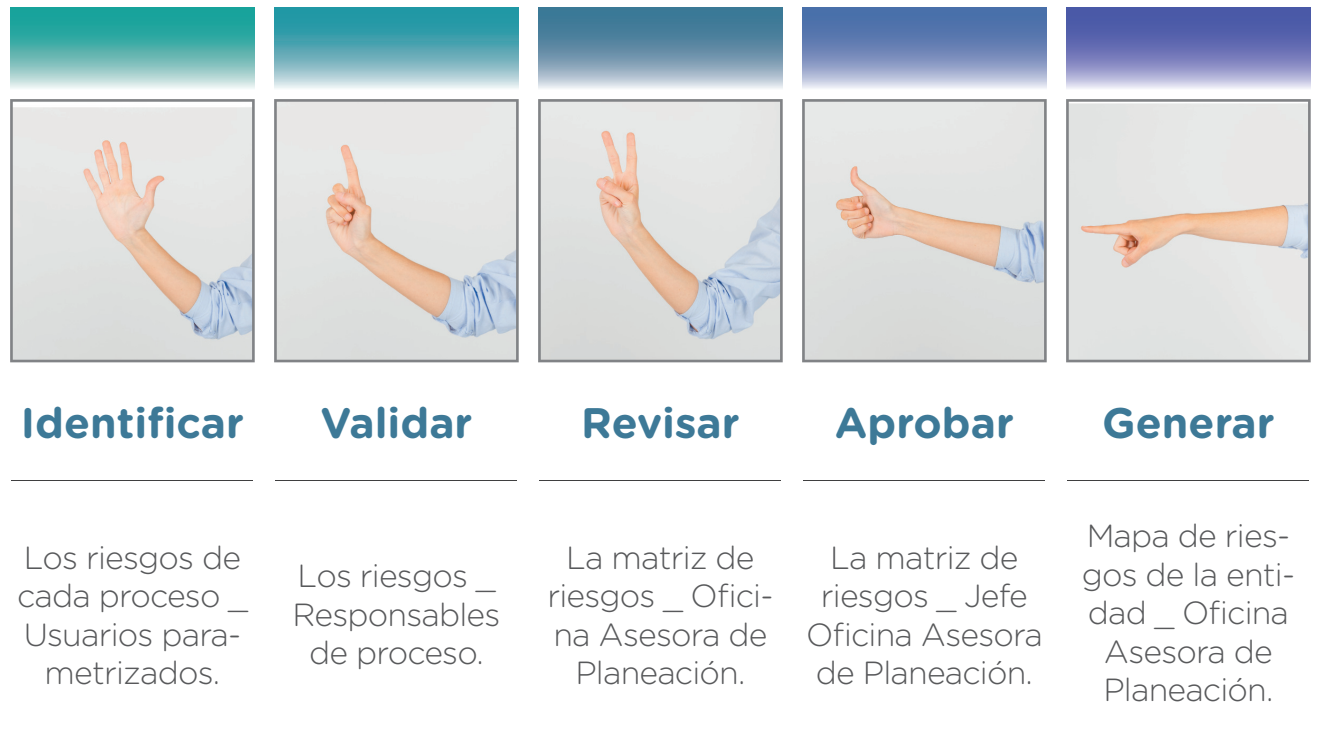 Identificar
Los riesgos de
cada proceso _
Usuarios para-
metrizados.
Validar
Los riesgos _
Responsables
de proceso.
Revisar
La matriz de
riesgos _ Ofici-
na Asesora de
Planeación.
Aprobar
La matriz de
riesgos _ Jefe
Oficina Asesora
de Planeación.
Generar
Mapa de ries-
gos de la enti-
dad _ Oficina
Asesora de
Planeación.